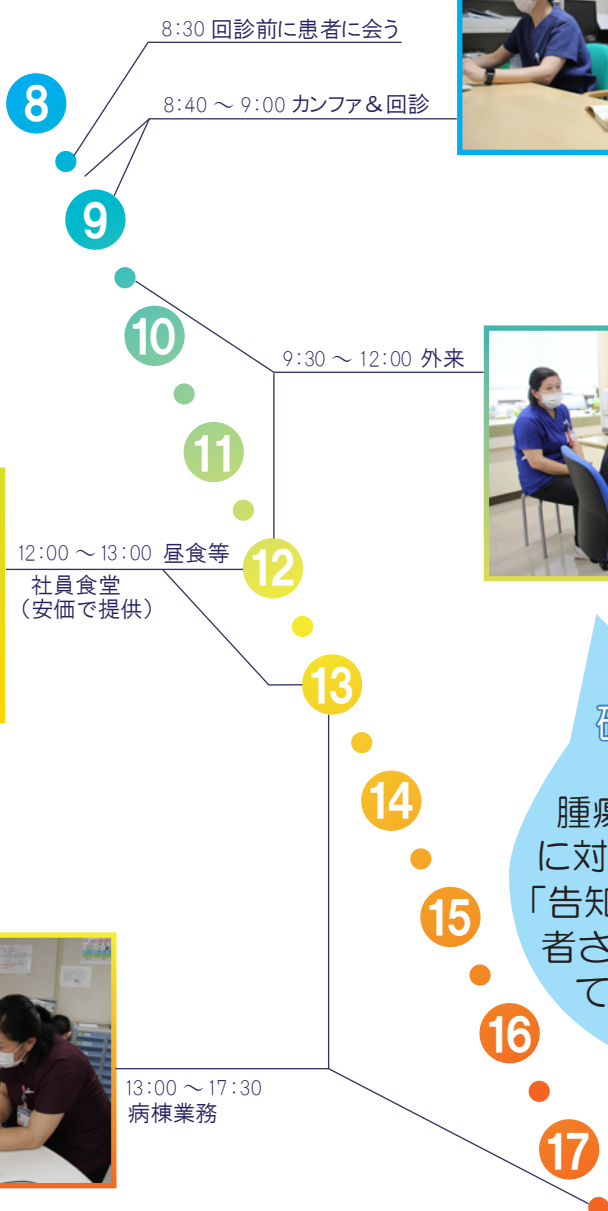 8:30 回診前に患者に会う
8
8:40 ～ 9:00 カンファ＆回診
9
10
9:30 ～ 12:00 外来
11
12:00 ～ 13:00 昼食等
社員食堂
（安価で提供）
12
13
14
腫瘍
に対
「告知
者さ
て
15
16
13:00 ～ 17:30
病棟業務
17